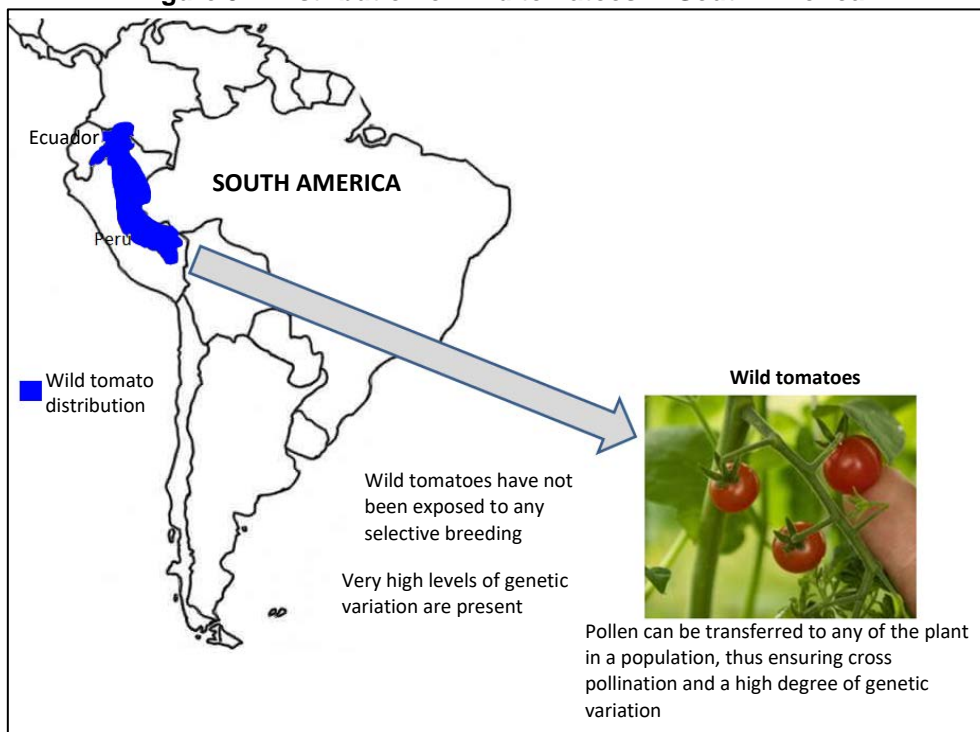 Ecuador
SOUTH AMERICA
Peru
Wild tomato
distribution
Wild tomatoes
Wild tomatoes have not
been exposed to any
selective breeding
Very high levels of genetic
variation are present
Pollen can be transferred to any of the plant
in a population, thus ensuring cross
pollination and a high degree of genetic
variation